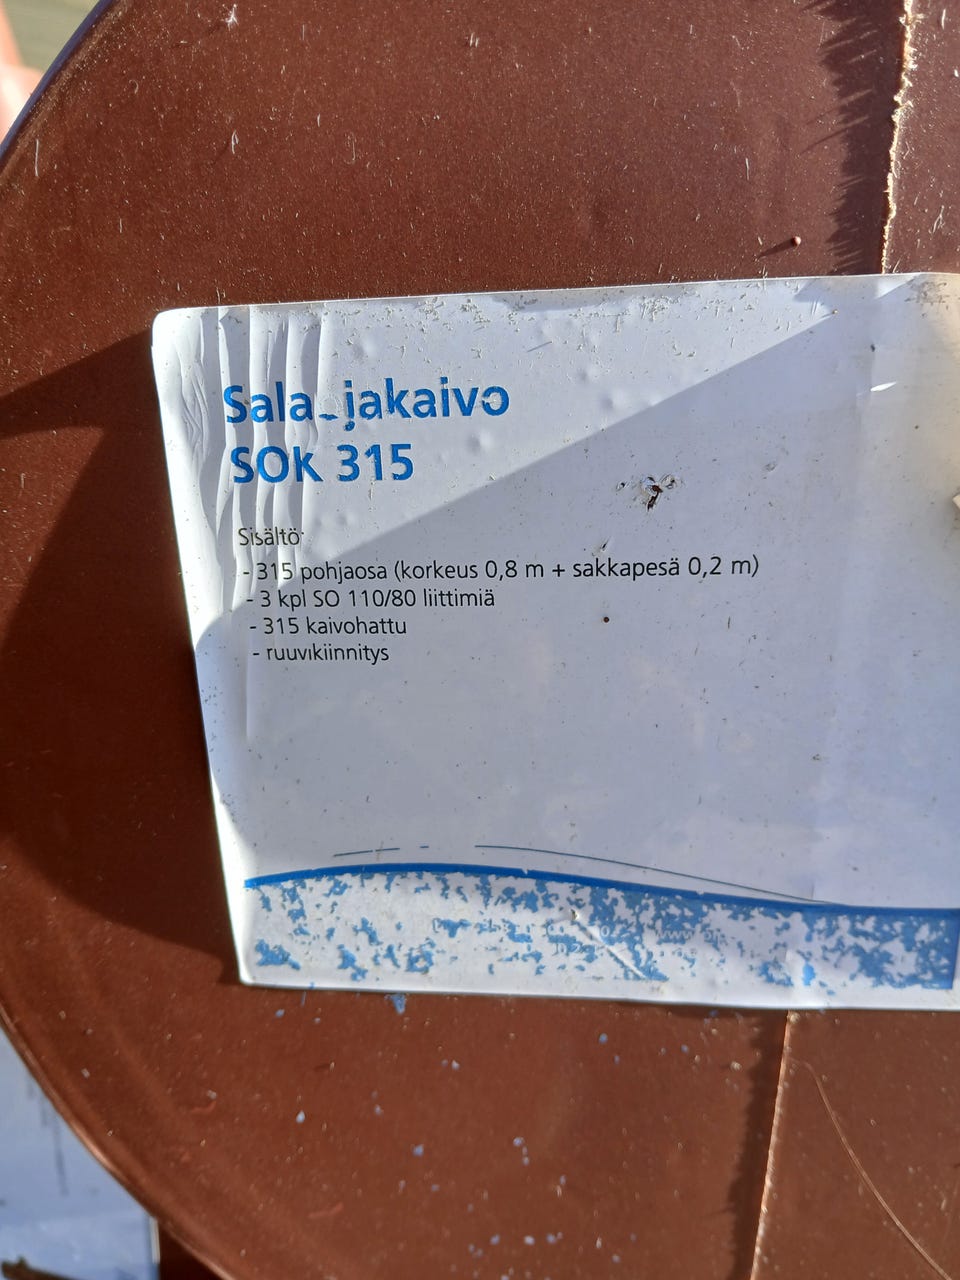 Sala_jakaivo
SOK 315
Sisältö
- 315 pohjaosa (korkeus 0,8 m + sakkapesä 0,2 m)
- 3 kpl SO 110/80 liittimiä
- 315 kaivohattu
- ruuvikiinnitys